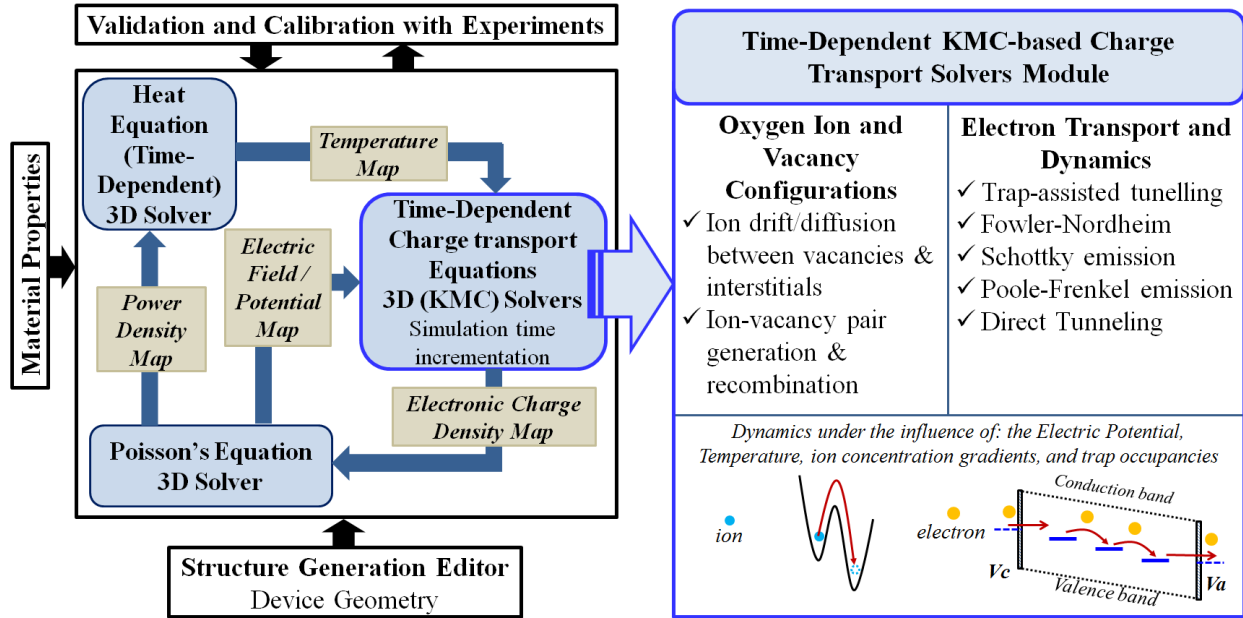 Validation and Calibration with Experiments
Material Properties
Heat
Equation
(Time-
Dependent)
3D Solver
Temperature
Map
Electric
Field /
Potential
Map
Power
Density
Map
Time-Dependent
Charge transport
Equations
3D (KMC) Solvers
Simulation time
incrementation
Electronic Charge
Density Map
Poisson's Equation
3D Solver
Structure Generation Editor
Device Geometry
Time-Dependent KMC-based Charge
Transport Solvers Module
Oxygen Ion and
Vacancy
Configurations
✓ Ion drift/diffusion
between vacancies &
interstitials
✓ Ion-vacancy pair
generation &
recombination
Electron Transport and
Dynamics
✓ Trap-assisted tunelling
✓ Fowler-Nordheim
✓ Schottky emission
✓ Poole-Frenkel emission
✓ Direct Tunneling
Dynamics under the influence of: the Electric Potential,
Temperature, ion concentration gradients, and trap occupancies
ion
electron
Conduction band
Vc
Valence band
Va